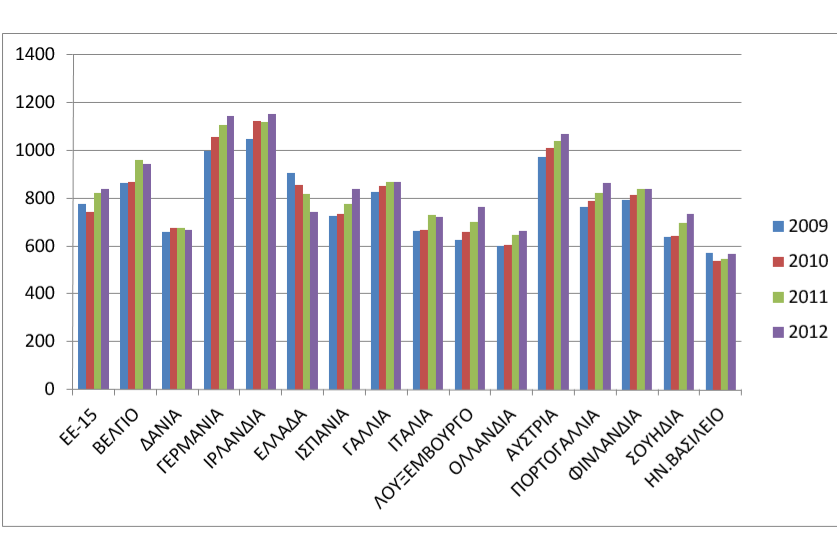 1400
1200
1000
800
600
400
200
0
2009
2010
2011
2012
ΕΕ-15
ΒΕΛΓΙΟ
ΔΑΝΙΑ
ΓΕΡΜΑΝΙΑ
ΙΡΛΑΝΔΙΑ
ΕΛΛΑΔΑ
ΙΣΠΑΝΙΑ
ΓΑΛΛΙΑ
ΙΤΑΛΙΑ
ΛΟΥΞΕΜΒΟΥΡΓΟ
ΟΛΛΑΝΔΙΑ
ΑΥΣΤΡΙΑ
ΠΟΡΤΟΓΑΛΛΙΑ
ΦΙΝΛΑΝΔΙΑ
ΣΟΥΗΔΙΑ
ΗΝ.ΒΑΣΙΛΕΙΟ